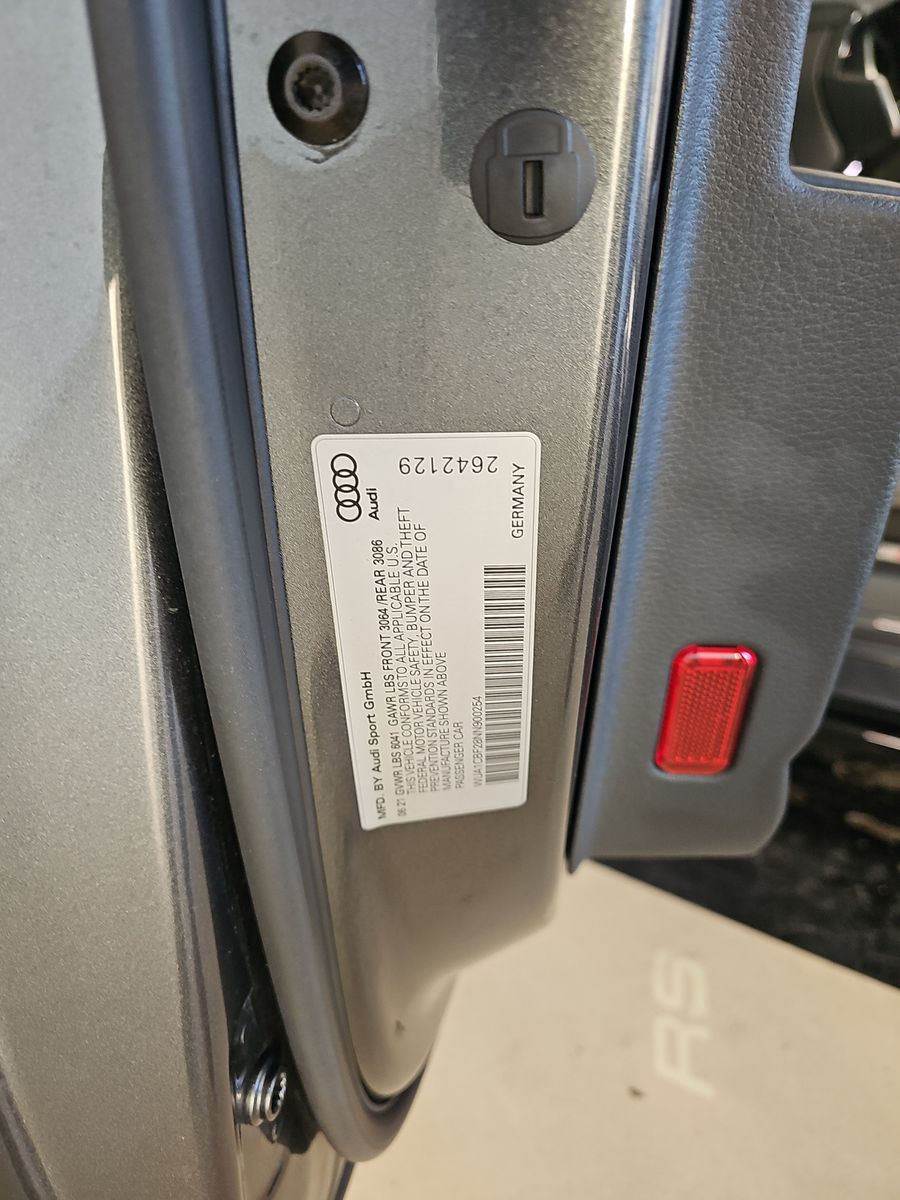 Audi
2642129
GERMANY
MFD. BY Audi Sport GmbH
06.21 GVWR LBS 6041 GAWR LBS FRONT 3064/REAR 3086
THIS VEHICLE CONFORMS TO ALL APPLICABLE U.S.
FEDERAL MOTOR VEHICLE SAFETY, BUMPER AND THEFT
PREVENTION STANDARDS IN EFFECT ON THE DATE OF
MANUFACTURE SHOWN ABOVE
PASSENGER CAR
WUA1CBF28NN900254
RS